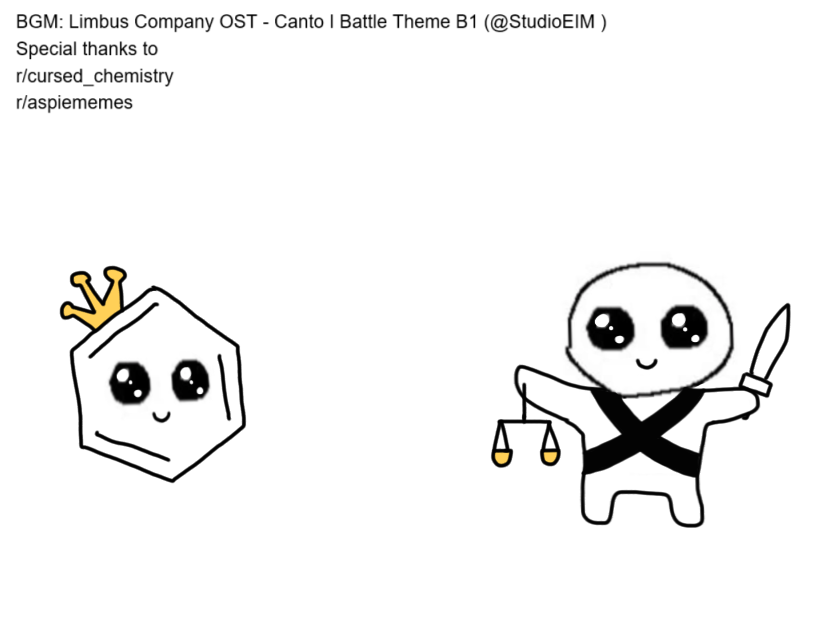 BGM: Limbus Company OST - Canto I Battle Theme B1 (@StudioEIM )
Special thanks to
r/cursed_chemistry
r/aspiememes